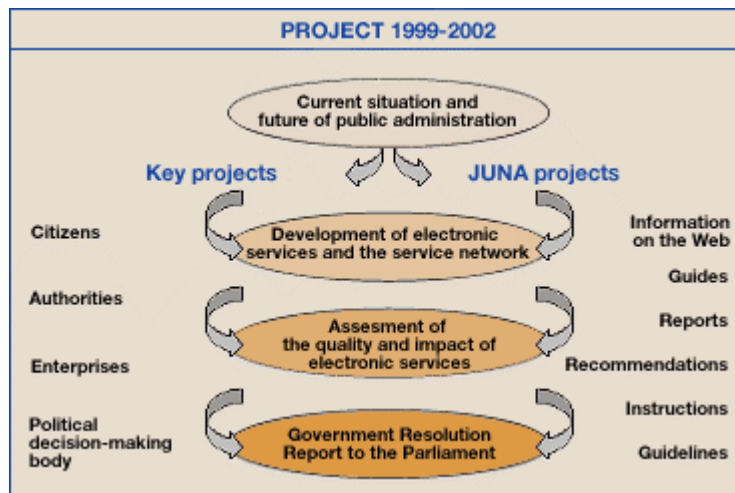 PROJECT 1999-2002
Current situation and
future of public administration
Key projects
JUNA projects
Citizens
Authorities
Enterprises
Political
decision-making
body
Development of electronic
services and the service network
Assesment of
the quality and impact of
electronic services
Government Resolution
Report to the Parliament
Information
on the Web
Guides
Reports
Recommendations
Instructions
Guidelines